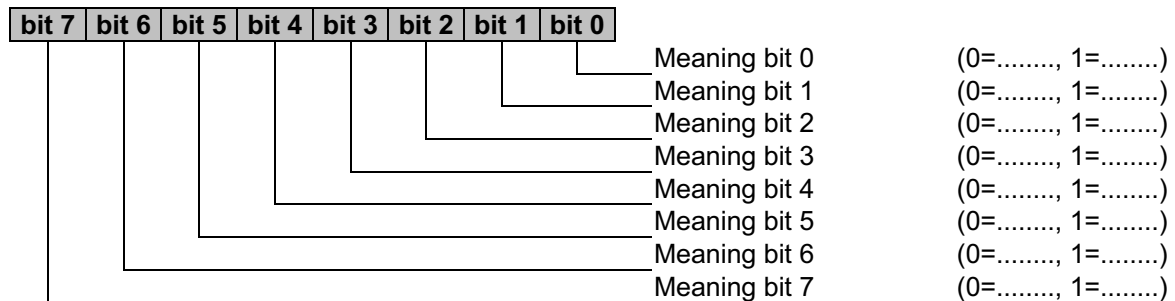 bit 7 bit 6 bit 5 bit 4 bit 3 bit 2 bit 1 bit 0
Meaning bit 0 (0=........, 1=........)
Meaning bit 1 (0=........, 1=........)
Meaning bit 2 (0=........, 1=........)
Meaning bit 3 (0=........, 1=........)
Meaning bit 4 (0=........, 1=........)
Meaning bit 5 (0=........, 1=........)
Meaning bit 6 (0=........, 1=........)
Meaning bit 7 (0=........, 1=........)